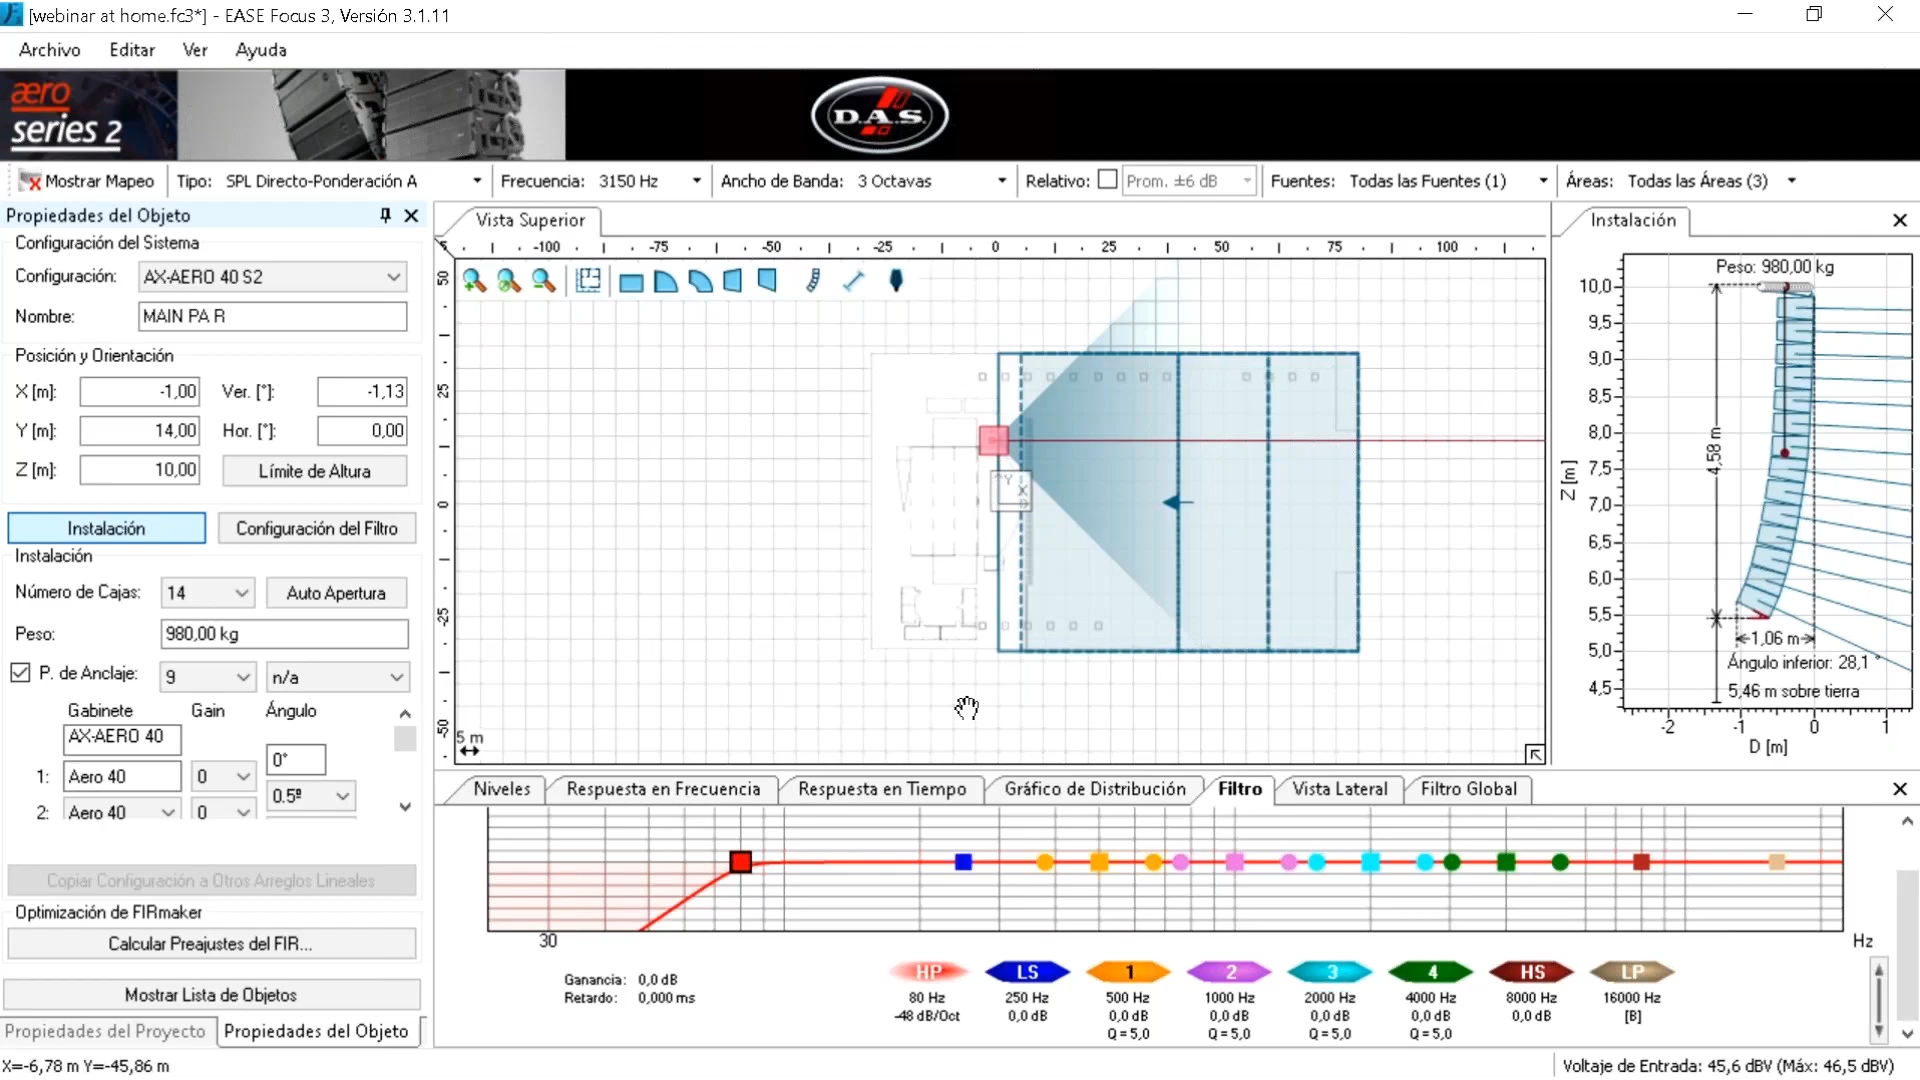 [webinar at home.fc3*] - EASE Focus 3, Versión 3.1.11
Archivo Editar Ver Ayuda
aero
series 2
D.A.S.
Mostrar Mapeo Tipo: SPL Directo-Ponderación A Frecuencia: 3150 Hz Ancho de Banda: 3 Octavas Relativo: Prom. ±6 dB Fuentes: Todas las Fuentes (1) Áreas: Todas las Áreas (3)
Propiedades del Objeto
Configuración del Sistema
Configuración: AX-AERO 40 S2
Nombre: MAIN PA R
Posición y Orientación
X [m]: -1,00 Ver. [°]: -1,13
Y [m]: 14,00 Hor. [°]: 0,00
Z [m]: 10,00 Límite de Altura
Instalación Configuración del Filtro
Instalación
Número de Cajas: 14 Auto Apertura
Peso: 980,00 kg
P. de Anclaje: 9 n/a
Gabinete Gain Ángulo
AX-AERO 40
0°
1: Aero 40 0
0.5º
2: Aero 40 0
Copiar Configuración a Otros Arreglos Lineales
Optimización de FIRmaker
Calcular Preajustes del FIR...
Mostrar Lista de Objetos
Propiedades del Proyecto Propiedades del Objeto
X=-6,78 m Y=-45,86 m
Vista Superior
-100 -75 -50 -25 0 25 50 75 100
50
25
0
-25
-50
Y
X
5 m
Instalación
Peso: 980,00 kg
10,0
9,5
9,0
8,5
8,0
7,5
7,0
6,5
6,0
5,5
5,0
4,5
Z [m]
4,58 m
1,06 m
Ángulo inferior: 28,1 °
5,46 m sobre tierra
-2 -1 0 1
D [m]
Niveles Respuesta en Frecuencia Respuesta en Tiempo Gráfico de Distribución Filtro Vista Lateral Filtro Global
30 Hz
Ganancia: 0,0 dB
Retardo: 0,000 ms
HP LS 1 2 3 4 HS LP
80 Hz 250 Hz 500 Hz 1000 Hz 2000 Hz 4000 Hz 8000 Hz 16000 Hz
-48 dB/Oct 0,0 dB 0,0 dB 0,0 dB 0,0 dB 0,0 dB 0,0 dB [B]
Q = 5,0 Q = 5,0 Q = 5,0 Q = 5,0
Voltaje de Entrada: 45,6 dBV (Máx: 46,5 dBV)